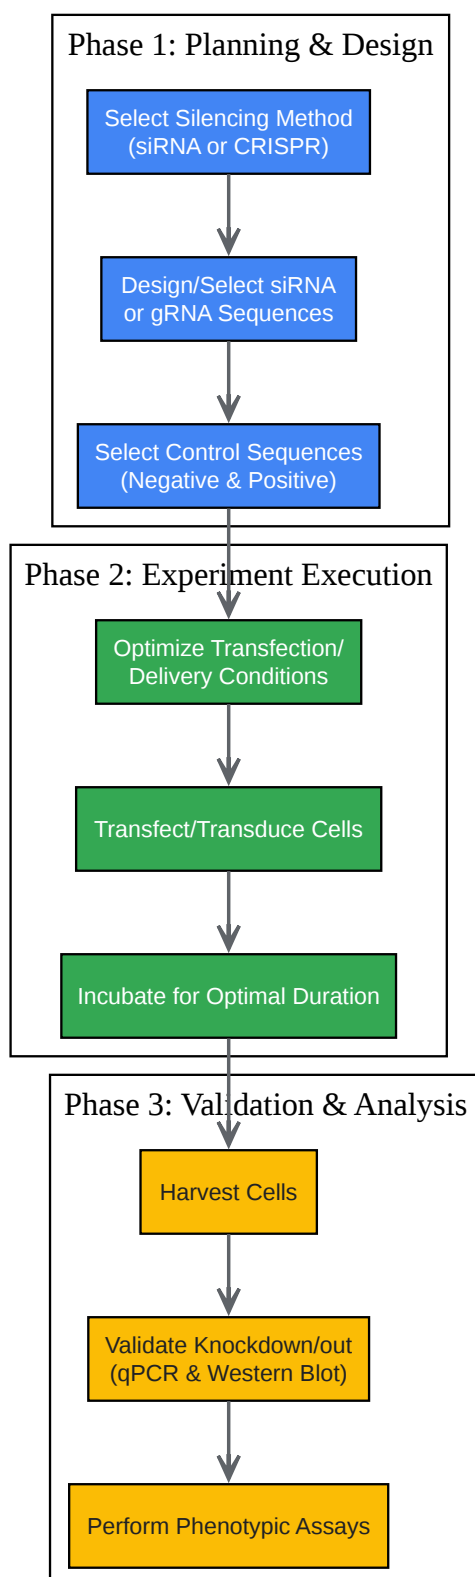 Phase 1: Planning & Design
Select Silencing Method
(siRNA or CRISPR)
Design/Select siRNA
or gRNA Sequences
Select Control Sequences
(Negative & Positive)
Phase 2: Experiment Execution
Optimize Transfection/
Delivery Conditions
Transfect/Transduce Cells
Incubate for Optimal Duration
Phase 3: Validation & Analysis
Harvest Cells
Validate Knockdown/out
(qPCR & Western Blot)
Perform Phenotypic Assays